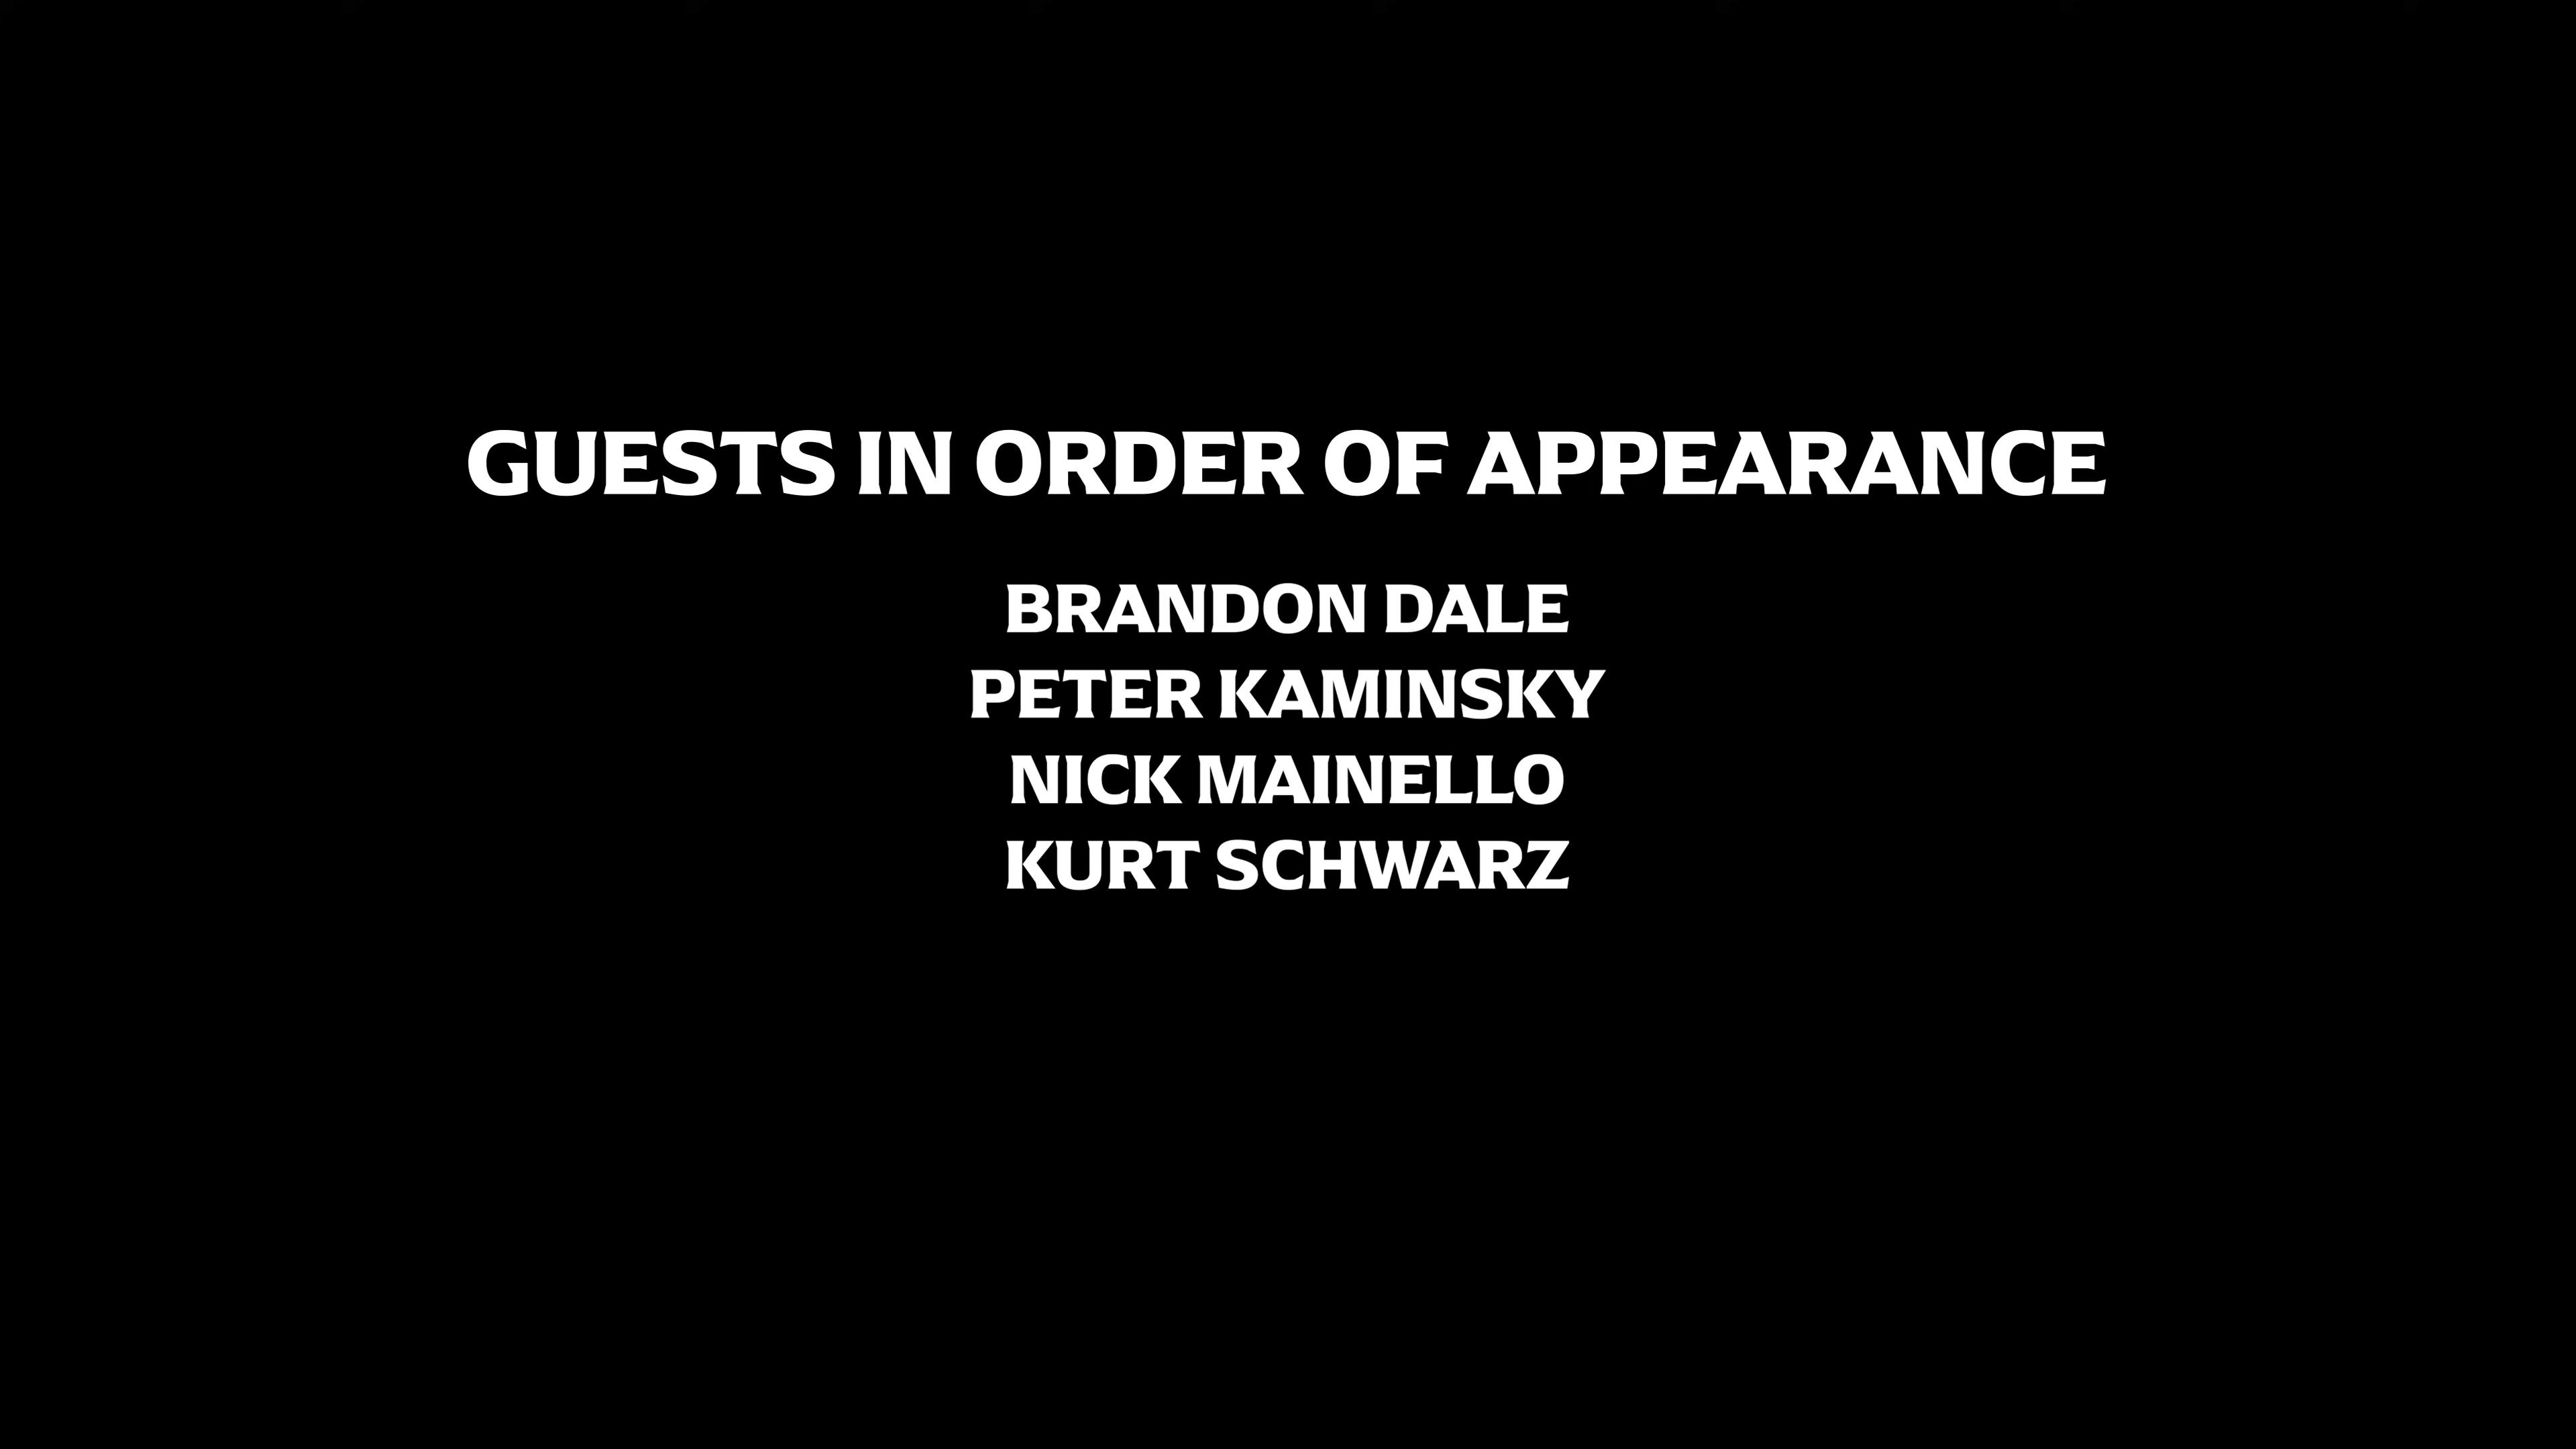 GUESTS IN ORDER OF APPEARANCE
BRANDON DALE
PETER KAMINSKY
NICK MAINELLO
KURT SCHWARZ